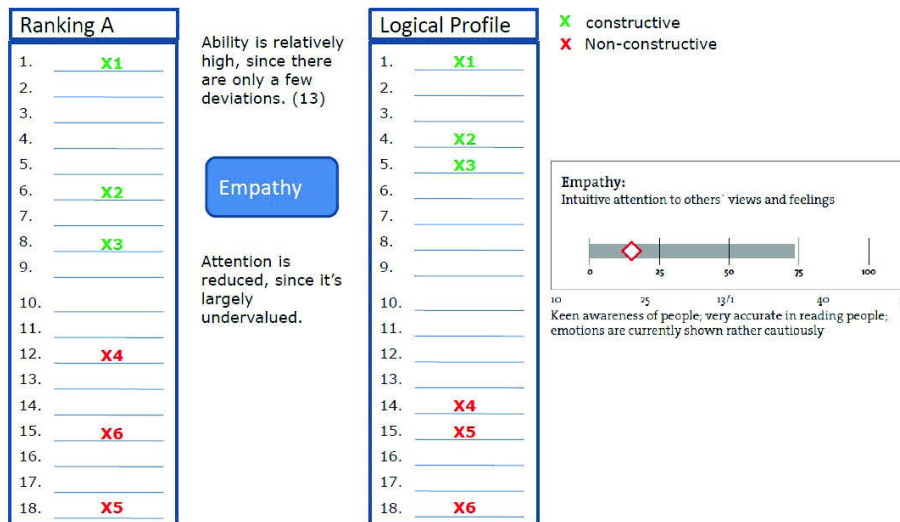 Ranking A
1. X1
2.
3.
4.
5.
6. X2
7.
8. X3
9.
10.
11.
12. X4
13.
14.
15. X6
16.
17.
18. X5
Ability is relatively
high, since there
are only a few
deviations. (13)
Empathy
Attention is
reduced, since it’s
largely
undervalued.
Logical Profile
1. X1
2.
3.
4. X2
5. X3
6.
7.
8.
9.
10.
11.
12.
13.
14. X4
15. X5
16.
17.
18. X6
X constructive
X Non-constructive
Empathy:
Intuitive attention to others' views and feelings
0 25 50 75 100
10 25 13/1 40
Keen awareness of people; very accurate in reading people;
emotions are currently shown rather cautiously